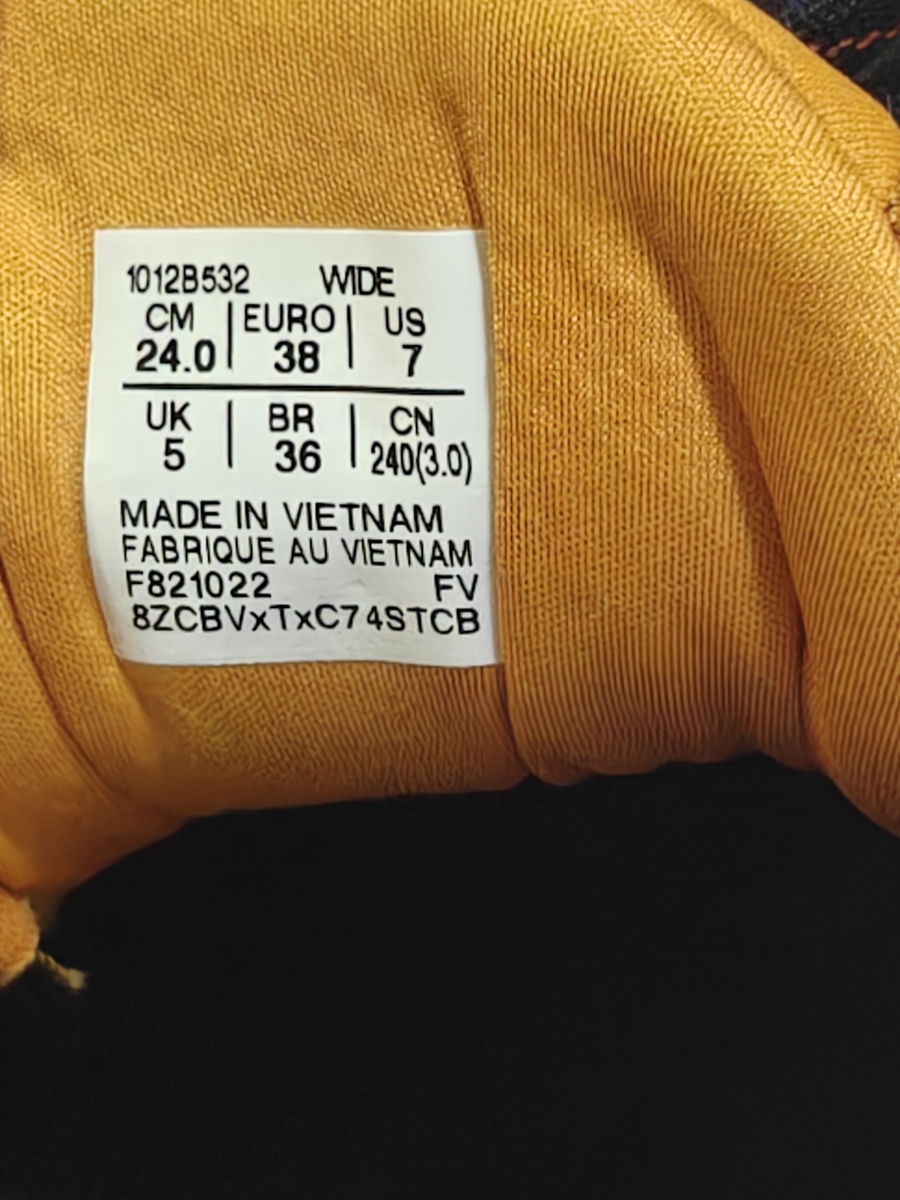 1012B532 WIDE
CM | EURO | US
24.0 | 38 | 7
UK | BR | CN
5 | 36 | 240(3.0)
MADE IN VIETNAM
FABRIQUE AU VIETNAM
F821022 FV
8ZCBVxTxC74STCB